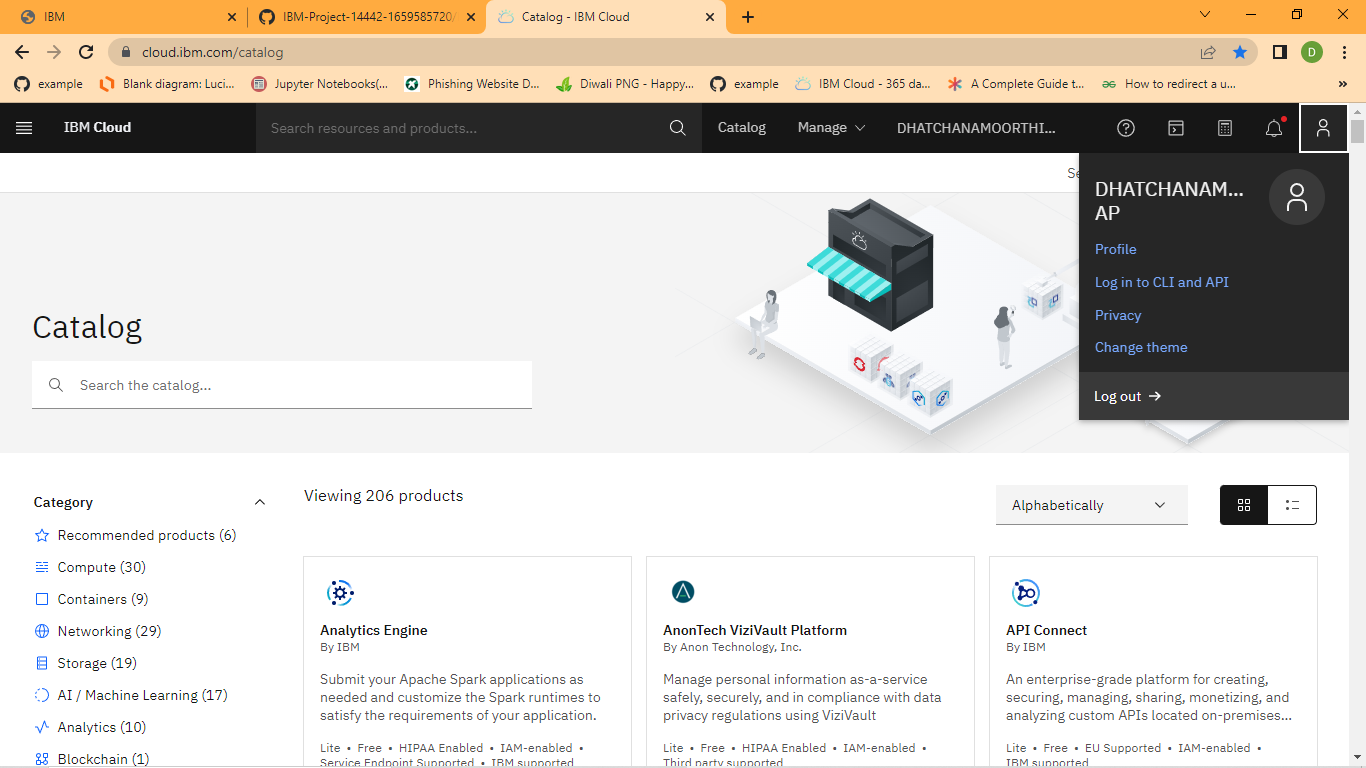 IBM
IBM-Project-14442-1659585720/
Catalog - IBM Cloud
cloud.ibm.com/catalog
D
example
Blank diagram: Luci...
Jupyter Notebooks(...
Phishing Website D...
Diwali PNG - Happy...
example
IBM Cloud - 365 da...
A Complete Guide t...
How to redirect a u...
IBM Cloud
Search resources and products...
Catalog
Manage
DHATCHANAMOORTHI...
DHATCHANAM...
AP
Profile
Log in to CLI and API
Privacy
Change theme
Log out
Catalog
Search the catalog...
Category
Recommended products (6)
Compute (30)
Containers (9)
Networking (29)
Storage (19)
AI / Machine Learning (17)
Analytics (10)
Blockchain (1)
Viewing 206 products
Alphabetically
Analytics Engine
By IBM
Submit your Apache Spark applications as
needed and customize the Spark runtimes to
satisfy the requirements of your application.
Lite • Free • HIPAA Enabled • IAM-enabled •
Service Endpoint Supported • IBM supported
AnonTech ViziVault Platform
By Anon Technology, Inc.
Manage personal information as-a-service
safely, securely, and in compliance with data
privacy regulations using ViziVault
Lite • Free • HIPAA Enabled • IAM-enabled •
Third party supported
API Connect
By IBM
An enterprise-grade platform for creating,
securing, managing, sharing, monetizing, and
analyzing custom APIs located on-premises...
Lite • Free • EU Supported • IAM-enabled •
IBM supported